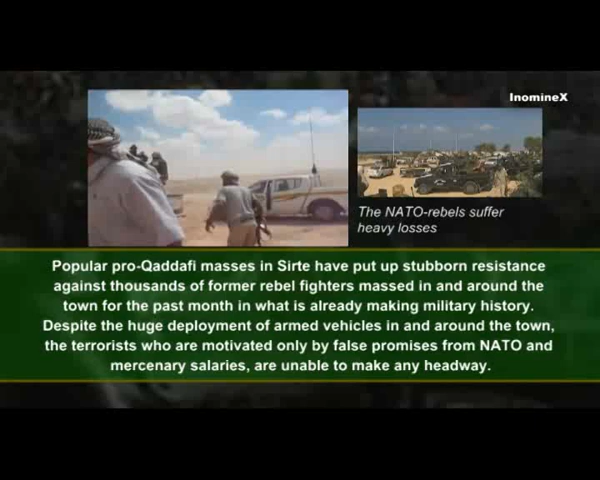 InomineX
The NATO-rebels suffer
heavy losses
Popular pro-Qaddafi masses in Sirte have put up stubborn resistance
against thousands of former rebel fighters massed in and around the
town for the past month in what is already making military history.
Despite the huge deployment of armed vehicles in and around the town,
the terrorists who are motivated only by false promises from NATO and
mercenary salaries, are unable to make any headway.